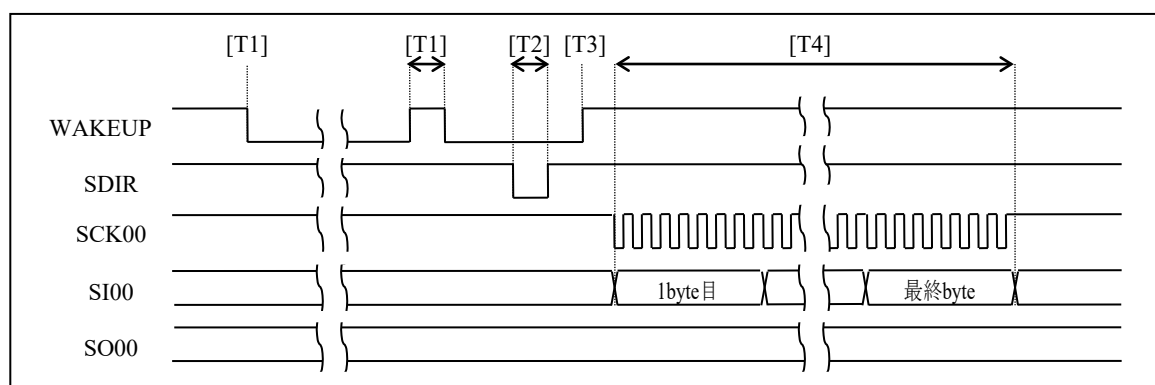 [T1] [T1] [T2] [T3] [T4]
WAKEUP
SDIR
SCK00
SI00 1byte目 最終byte
SO00